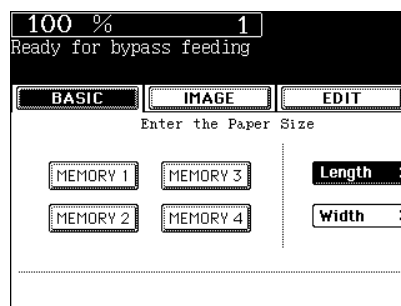 100 % 1
Ready for bypass feeding
BASIC IMAGE EDIT
Enter the Paper Size
MEMORY 1 MEMORY 3 Length :
MEMORY 2 MEMORY 4 Width :